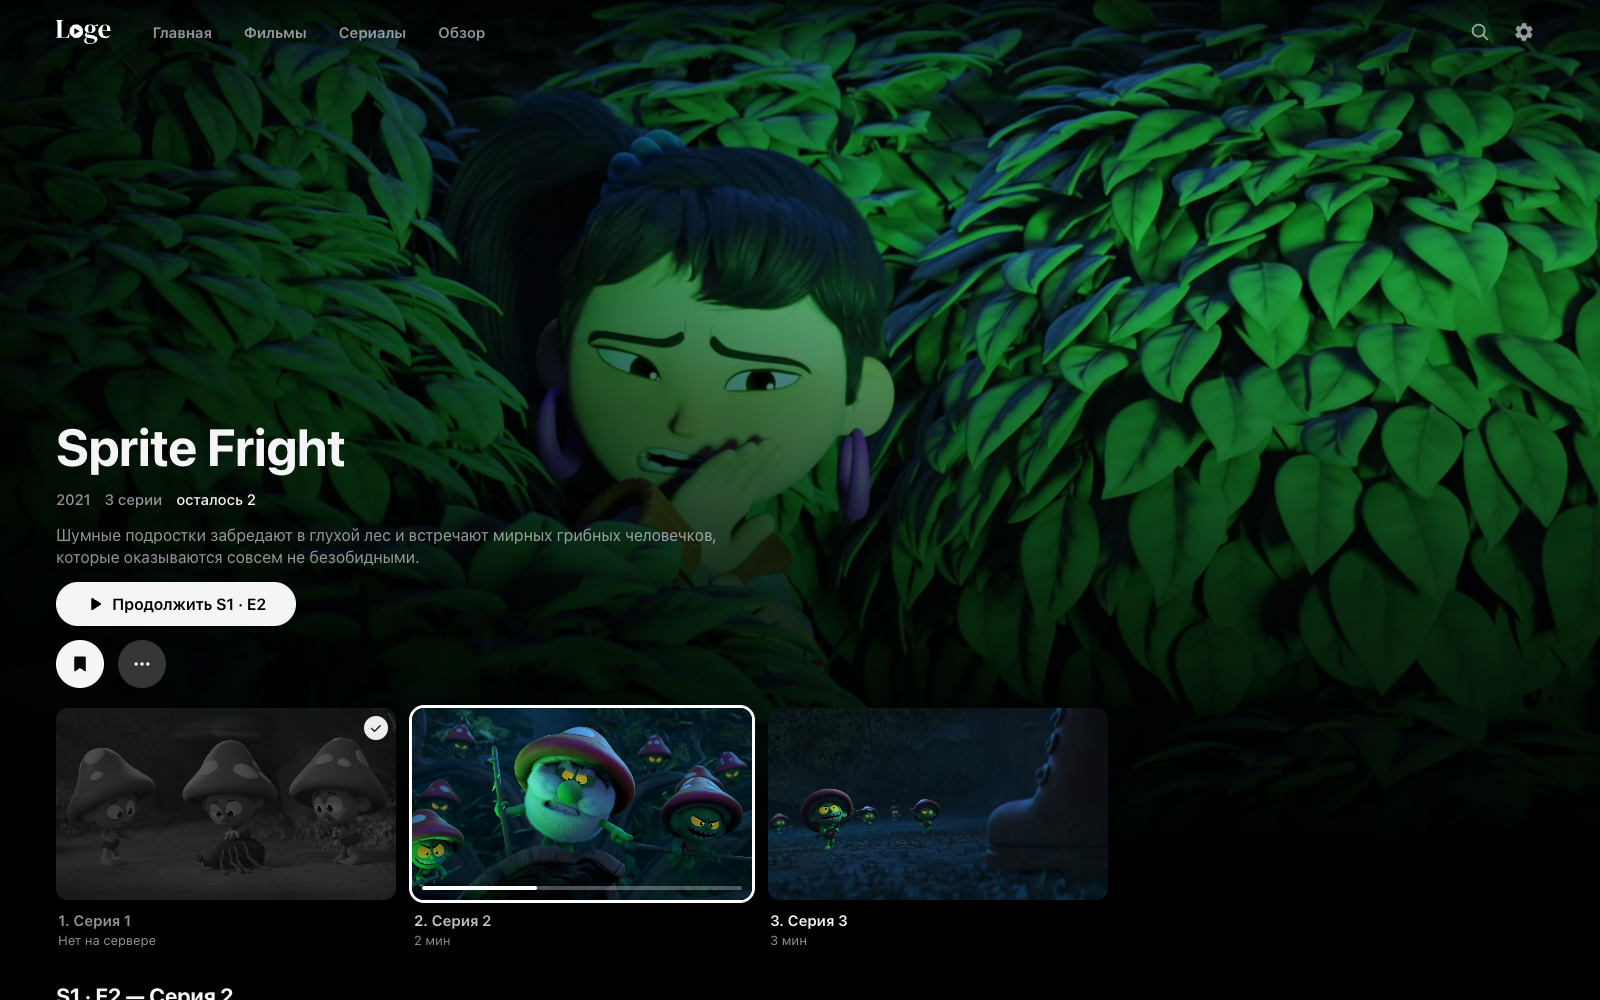 Loge
Главная
Фильмы
Сериалы
Обзор
Sprite Fright
2021 3 серии осталось 2
Шумные подростки забредают в глухой лес и встречают мирных грибных человечков,
которые оказываются совсем не безобидными.
Продолжить S1 · E2
1. Серия 1
Нет на сервере
2. Серия 2
2 мин
3. Серия 3
3 мин
S1 · E2 — Серия 2